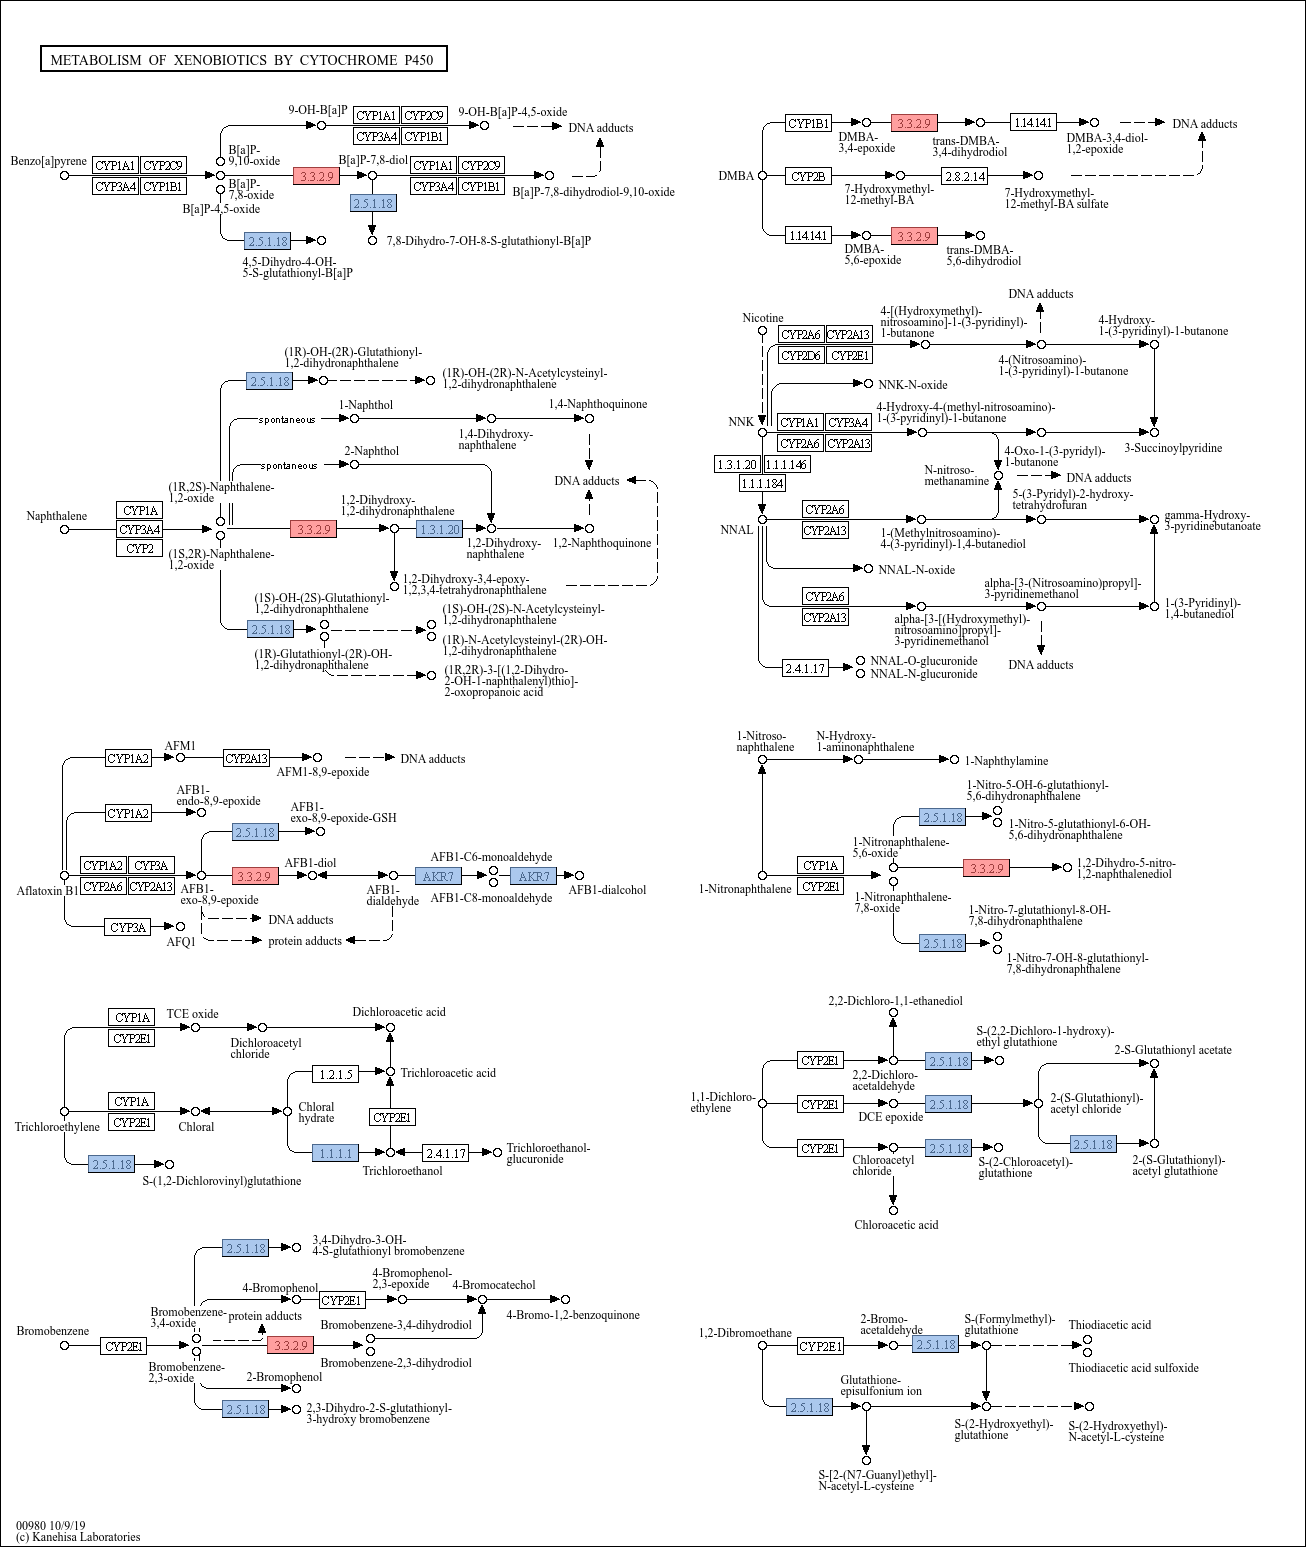 METABOLISM OF XENOBIOTICS BY CYTOCHROME P450
Benzo[a]pyrene
CYP1A1
CYP2C9
CYP3A4
CYP1B1
B[a]P-
9,10-oxide
9-OH-B[a]P
CYP1A1
CYP2C9
CYP3A4
CYP1B1
9-OH-B[a]P-4,5-oxide
DNA adducts
B[a]P-
7,8-oxide
3.3.2.9
B[a]P-7,8-diol
CYP1A1
CYP2C9
CYP3A4
CYP1B1
B[a]P-7,8-dihydrodiol-9,10-oxide
2.5.1.18
7,8-Dihydro-7-OH-8-S-glutathionyl-B[a]P
B[a]P-4,5-oxide
2.5.1.18
4,5-Dihydro-4-OH-
5-S-glutathionyl-B[a]P
DMBA
CYP1B1
DMBA-
3,4-epoxide
3.3.2.9
trans-DMBA-
3,4-dihydrodiol
1.14.14.1
DMBA-3,4-diol-
1,2-epoxide
DNA adducts
CYP2B
7-Hydroxymethyl-
12-methyl-BA
2.8.2.14
7-Hydroxymethyl-
12-methyl-BA sulfate
1.14.14.1
DMBA-
5,6-epoxide
3.3.2.9
trans-DMBA-
5,6-dihydrodiol
Naphthalene
CYP1A
CYP3A4
CYP2
(1R,2S)-Naphthalene-
1,2-oxide
(1S,2R)-Naphthalene-
1,2-oxide
2.5.1.18
(1R)-OH-(2R)-Glutathionyl-
1,2-dihydronaphthalene
(1R)-OH-(2R)-N-Acetylcysteinyl-
1,2-dihydronaphthalene
spontaneous
1-Naphthol
1,4-Dihydroxy-
naphthalene
1,4-Naphthoquinone
spontaneous
2-Naphthol
DNA adducts
3.3.2.9
1,2-Dihydroxy-
1,2-dihydronaphthalene
1.3.1.20
1,2-Dihydroxy-
naphthalene
1,2-Naphthoquinone
1,2-Dihydroxy-3,4-epoxy-
1,2,3,4-tetrahydronaphthalene
(1S)-OH-(2S)-Glutathionyl-
1,2-dihydronaphthalene
2.5.1.18
(1R)-Glutathionyl-(2R)-OH-
1,2-dihydronaphthalene
(1S)-OH-(2S)-N-Acetylcysteinyl-
1,2-dihydronaphthalene
(1R)-N-Acetylcysteinyl-(2R)-OH-
1,2-dihydronaphthalene
(1R,2R)-3-[(1,2-Dihydro-
2-OH-1-naphthalenyl)thio]-
2-oxopropanoic acid
Nicotine
CYP2A6
CYP2A13
CYP2D6
CYP2E1
4-[(Hydroxymethyl)-
nitrosoamino]-1-(3-pyridinyl)-
1-butanone
DNA adducts
4-(Nitrosoamino)-
1-(3-pyridinyl)-1-butanone
4-Hydroxy-
1-(3-pyridinyl)-1-butanone
NNK-N-oxide
NNK
CYP1A1
CYP3A4
CYP2A6
CYP2A13
4-Hydroxy-4-(methyl-nitrosoamino)-
1-(3-pyridinyl)-1-butanone
4-Oxo-1-(3-pyridyl)-
1-butanone
3-Succinoylpyridine
1.3.1.20
1.1.1.146
1.1.1.184
N-nitroso-
methanamine
DNA adducts
NNAL
CYP2A6
CYP2A13
1-(Methylnitrosoamino)-
4-(3-pyridinyl)-1,4-butanediol
5-(3-Pyridyl)-2-hydroxy-
tetrahydrofuran
gamma-Hydroxy-
3-pyridinebutanoate
NNAL-N-oxide
CYP2A6
CYP2A13
alpha-[3-[(Hydroxymethyl)-
nitrosoamino]propyl]-
3-pyridinemethanol
alpha-[3-(Nitrosoamino)propyl]-
3-pyridinemethanol
1-(3-Pyridinyl)-
1,4-butanediol
DNA adducts
2.4.1.17
NNAL-O-glucuronide
NNAL-N-glucuronide
Aflatoxin B1
CYP1A2
AFM1
CYP2A13
AFM1-8,9-epoxide
DNA adducts
CYP1A2
AFB1-
endo-8,9-epoxide
2.5.1.18
AFB1-
exo-8,9-epoxide-GSH
CYP1A2
CYP3A
CYP2A6
CYP2A13
AFB1-
exo-8,9-epoxide
3.3.2.9
AFB1-diol
AFB1-
dialdehyde
AKR7
AFB1-C6-monoaldehyde
AFB1-C8-monoaldehyde
AKR7
AFB1-dialcohol
DNA adducts
protein adducts
CYP3A
AFQ1
1-Nitroso-
naphthalene
N-Hydroxy-
1-aminonaphthalene
1-Naphthylamine
1-Nitronaphthalene
CYP1A
CYP2E1
1-Nitronaphthalene-
5,6-oxide
2.5.1.18
1-Nitro-5-OH-6-glutathionyl-
5,6-dihydronaphthalene
1-Nitro-5-glutathionyl-6-OH-
5,6-dihydronaphthalene
3.3.2.9
1,2-Dihydro-5-nitro-
1,2-naphthalenediol
1-Nitronaphthalene-
7,8-oxide
2.5.1.18
1-Nitro-7-glutathionyl-8-OH-
7,8-dihydronaphthalene
1-Nitro-7-OH-8-glutathionyl-
7,8-dihydronaphthalene
Trichloroethylene
CYP1A
CYP2E1
TCE oxide
Dichloroacetyl
chloride
Dichloroacetic acid
1.2.1.5
Trichloroacetic acid
CYP1A
CYP2E1
Chloral
Chloral
hydrate
CYP2E1
1.1.1.1
Trichloroethanol
2.4.1.17
Trichloroethanol-
glucuronide
2.5.1.18
S-(1,2-Dichlorovinyl)glutathione
1,1-Dichloro-
ethylene
2,2-Dichloro-1,1-ethanediol
CYP2E1
2,2-Dichloro-
acetaldehyde
2.5.1.18
S-(2,2-Dichloro-1-hydroxy)-
ethyl glutathione
CYP2E1
DCE epoxide
2.5.1.18
2-(S-Glutathionyl)-
acetyl chloride
2-S-Glutathionyl acetate
2.5.1.18
2-(S-Glutathionyl)-
acetyl glutathione
CYP2E1
Chloroacetyl
chloride
2.5.1.18
S-(2-Chloroacetyl)-
glutathione
Chloroacetic acid
Bromobenzene
CYP2E1
Bromobenzene-
3,4-oxide
Bromobenzene-
2,3-oxide
2.5.1.18
3,4-Dihydro-3-OH-
4-S-glutathionyl bromobenzene
4-Bromophenol
CYP2E1
4-Bromophenol-
2,3-epoxide
4-Bromocatechol
4-Bromo-1,2-benzoquinone
protein adducts
3.3.2.9
Bromobenzene-3,4-dihydrodiol
Bromobenzene-2,3-dihydrodiol
2-Bromophenol
2.5.1.18
2,3-Dihydro-2-S-glutathionyl-
3-hydroxy bromobenzene
1,2-Dibromoethane
CYP2E1
2-Bromo-
acetaldehyde
2.5.1.18
S-(Formylmethyl)-
glutathione
Thiodiacetic acid
Thiodiacetic acid sulfoxide
2.5.1.18
Glutathione-
episulfonium ion
S-(2-Hydroxyethyl)-
glutathione
S-(2-Hydroxyethyl)-
N-acetyl-L-cysteine
S-[2-(N7-Guanyl)ethyl]-
N-acetyl-L-cysteine
00980 10/9/19
(c) Kanehisa Laboratories